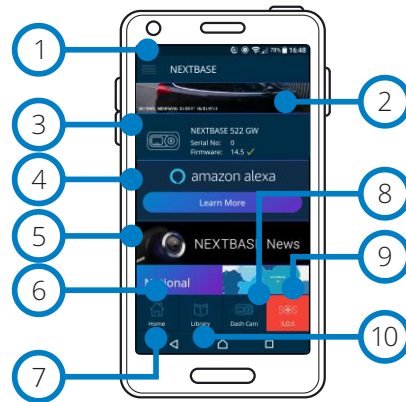 1
70% 16:48
NEXTBASE
2
3
NEXTBASE 522 GW
Serial No: 0
Firmware: 14.5
4
amazon alexa
Learn More
5
NEXTBASE News
8
9
National
6
SOS
Home
Library
Dash Cam
S.O.S
7
10